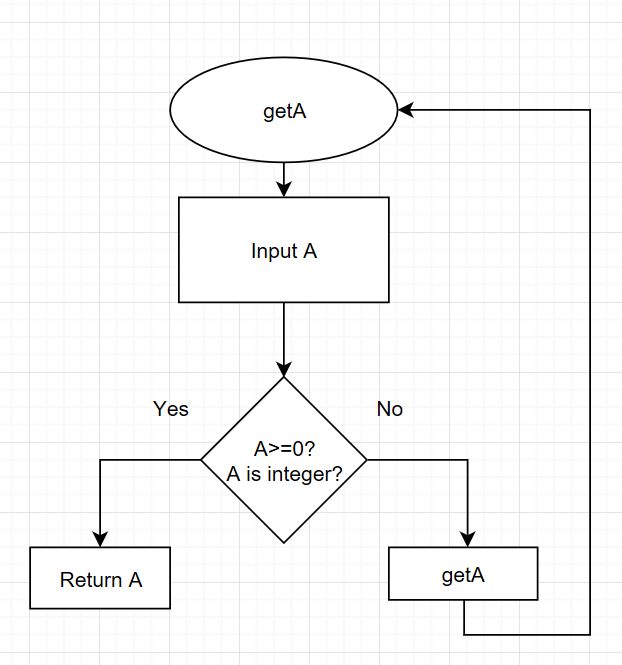 getA
Input A
Yes
No
A>=0?
A is integer?
Return A
getA